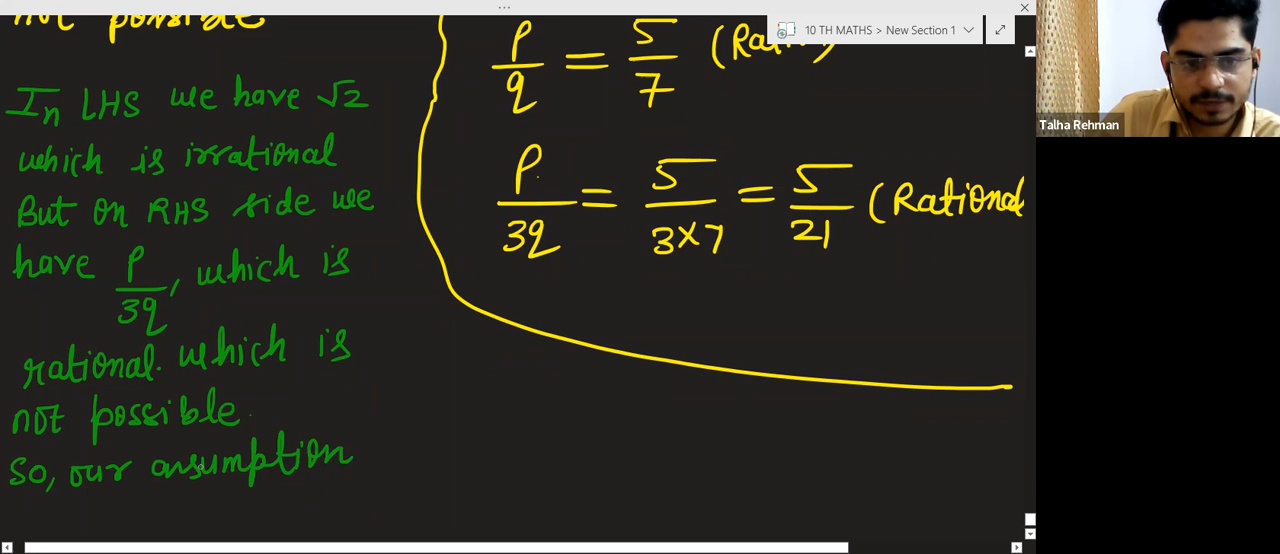 not possible
In LHS we have √2
which is irrational
But on RHS side we
have P/3q, which is
rational. which is
not possible.
So, our assumption
P/q = 5/7
P/3q = 5/3×7 = 5/21 (Rational
10 TH MATHS > New Section 1
Talha Rehman